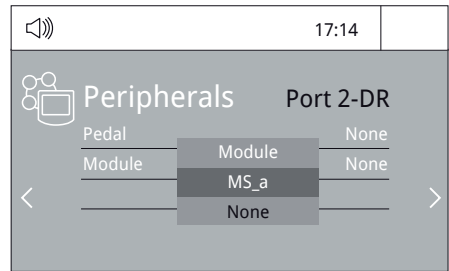 17:14
Peripherals Port 2-DR
Pedal None
Module None
Module
MS_a
None